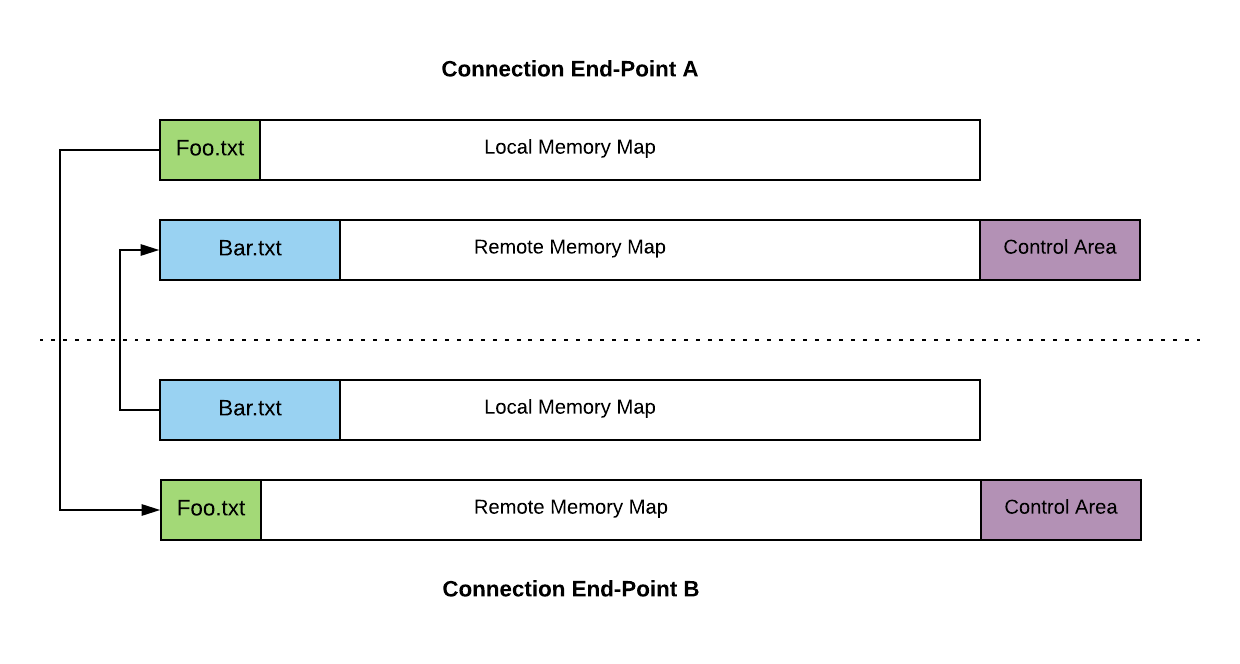 Connection End-Point A
Foo.txt Local Memory Map
Bar.txt Remote Memory Map Control Area
Bar.txt Local Memory Map
Foo.txt Remote Memory Map Control Area
Connection End-Point B